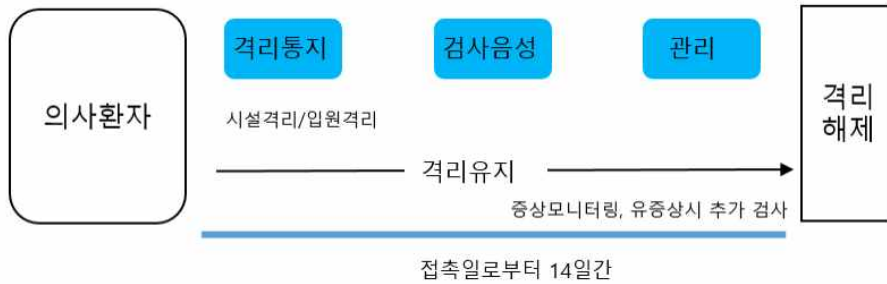 격리통지
검사음성
관리
의사환자
시설격리/입원격리
격리유지
증상모니터링, 유증상시 추가 검사
격리
해제
접촉일로부터 14일간